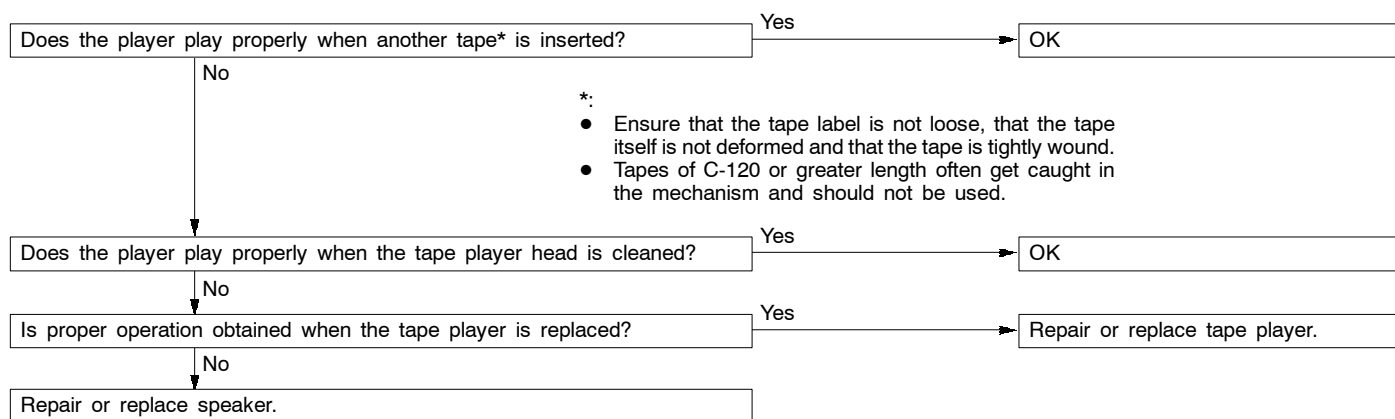 Does the player play properly when another tape* is inserted?
Yes
OK
No
*:
● Ensure that the tape label is not loose, that the tape
itself is not deformed and that the tape is tightly wound.
● Tapes of C-120 or greater length often get caught in
the mechanism and should not be used.
Does the player play properly when the tape player head is cleaned?
Yes
OK
No
Is proper operation obtained when the tape player is replaced?
Yes
Repair or replace tape player.
No
Repair or replace speaker.